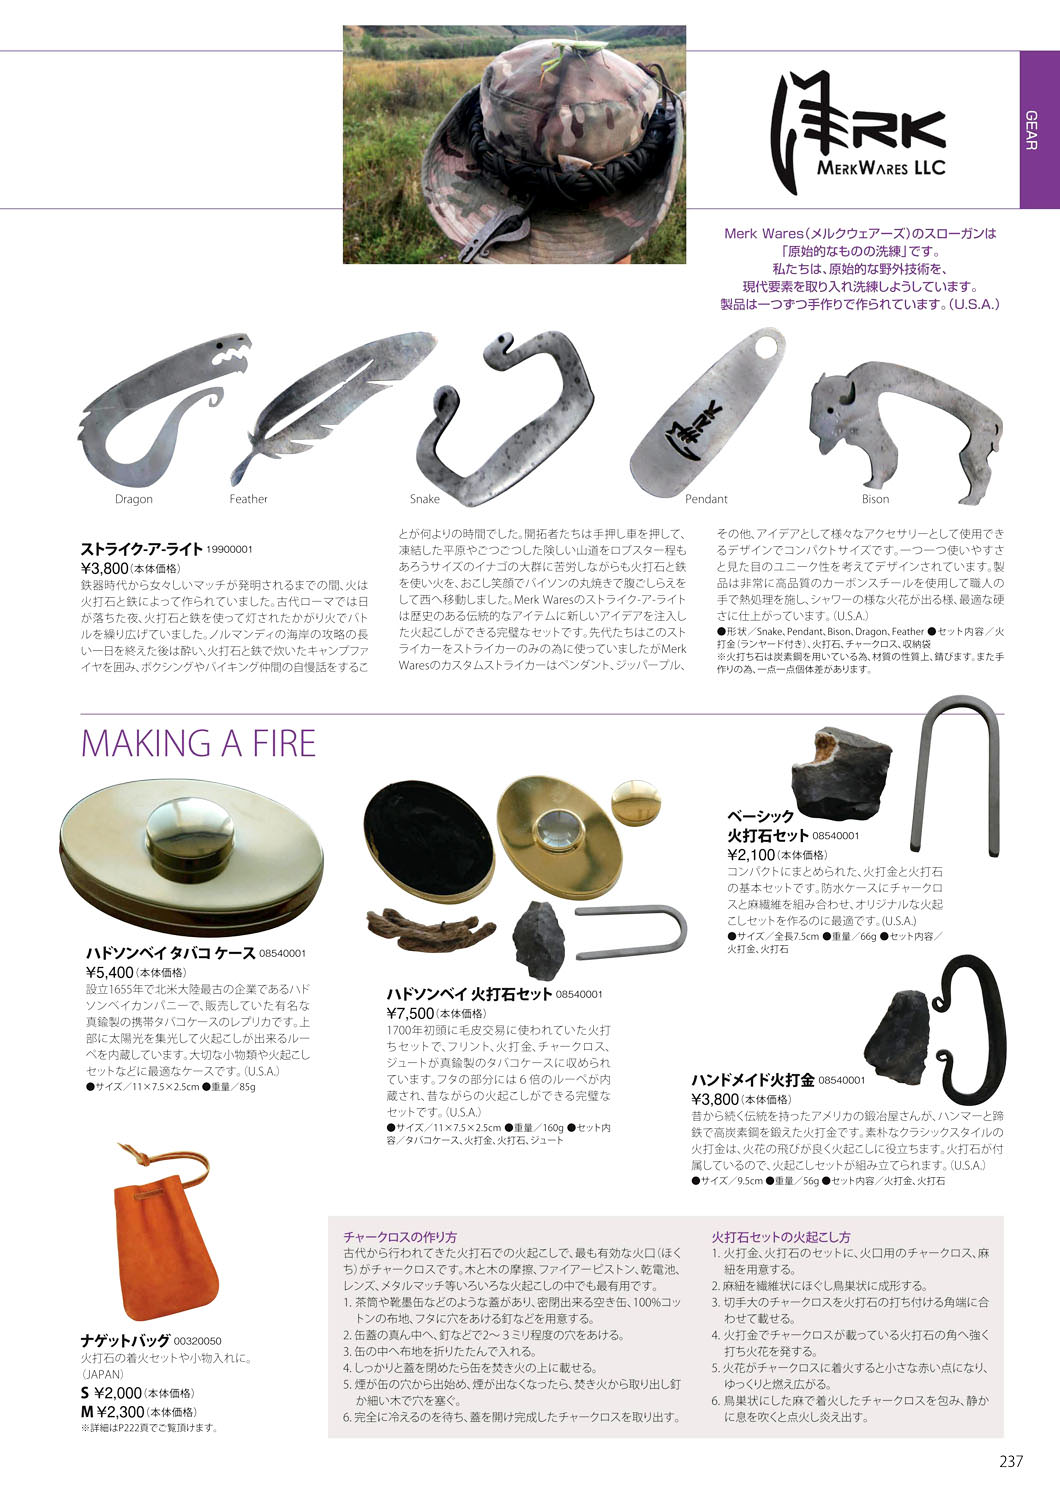 GEAR
MERK
MERKWARES LLC
Merk Wares（メルクウェアーズ）のスローガンは
「原始的なものの洗練」です。
私たちは、原始的な野外技術を、
現代要素を取り入れ洗練しようしています。
製品は一つずつ手作りで作られています。（U.S.A.）
Dragon
Feather
Snake
Pendant
Bison
ストライク-ア-ライト 19900001
¥3,800（本体価格）
鉄器時代から女々しいマッチが発明されるまでの間、火は
火打石と鉄によって作られていました。古代ローマでは日
が落ちた夜、火打石と鉄を使って灯されたかがり火でバト
ルを繰り広げていました。ノルマンディの海岸の攻略の長
い一日を終えた後は酔い、火打石と鉄で炊いたキャンプファ
イヤを囲み、ボクシングやバイキング仲間の自慢話をするこ
とが何よりの時間でした。開拓者たちは手押し車を押して、
凍結した平原やごつごつした険しい山道をロブスター程も
あろうサイズのイナゴの大群に苦労しながらも火打石と鉄
を使い火を、おこし笑顔でバイソンの丸焼きで腹ごしらえを
して西へ移動しました。Merk Waresのストライク-ア-ライト
は歴史のある伝統的なアイテムに新しいアイデアを注入し
た火起こしができる完璧なセットです。先代たちはこのスト
ライカーをストライカーのみの為に使っていましたがMerk
Waresのカスタムストライカーはペンダント、ジッパープル、
その他、アイデアとして様々なアクセサリーとして使用でき
るデザインでコンパクトサイズです。一つ一つ使いやすさ
と見た目のユニーク性を考えてデザインされています。製
品は非常に高品質のカーボンスチールを使用して職人の
手で熱処理を施し、シャワーの様な火花が出る様、最適な硬
さに仕上がっています。（U.S.A.）
●形状／Snake、Pendant、Bison、Dragon、Feather ●セット内容／火
打金（ランヤード付き）、火打石、チャークロス、収納袋
※火打ち石は炭素鋼を用いている為、材質の性質上、錆びます。また手
作りの為、一点一点個体差があります。
MAKING A FIRE
ハドソンベイ タバコ ケース 08540001
¥5,400（本体価格）
設立1655年で北米大陸最古の企業であるハド
ソンベイカンパニーで、販売していた有名な
真鍮製の携帯タバコケースのレプリカです。上
部に太陽光を集光して火起こしが出来るルー
ペを内蔵しています。大切な小物類や火起こし
セットなどに最適なケースです。（U.S.A.）
●サイズ／11×7.5×2.5cm ●重量／85g
ハドソンベイ 火打石セット 08540001
¥7,500（本体価格）
1700年初頭に毛皮交易に使われていた火打
ちセットで、フリント、火打金、チャークロス、
ジュートが真鍮製のタバコケースに収められ
ています。フタの部分には６倍のルーペが内
蔵され、昔ながらの火起こしができる完璧な
セットです。（U.S.A.）
●サイズ／11×7.5×2.5cm ●重量／160g ●セット内
容／タバコケース、火打金、火打石、ジュート
ベーシック
火打石セット 08540001
¥2,100（本体価格）
コンパクトにまとめられた、火打金と火打石
の基本セットです。防水ケースにチャークロ
スと麻繊維を組み合わせ、オリジナルな火起
こしセットを作るのに最適です。（U.S.A.）
●サイズ／全長7.5cm ●重量／66g ●セット内容／
火打金、火打石
ハンドメイド火打金 08540001
¥3,800（本体価格）
昔から続く伝統を持ったアメリカの鍛冶屋さんが、ハンマーと蹄
鉄で高炭素鋼を鍛えた火打金です。素朴なクラシックスタイルの
火打金は、火花の飛びが良く火起こしに役立ちます。火打石が付
属しているので、火起こしセットが組み立てられます。（U.S.A.）
●サイズ／9.5cm ●重量／56g ●セット内容／火打金、火打石
ナゲットバッグ 00320050
火打石の着火セットや小物入れに。
（JAPAN）
S ¥2,000（本体価格）
M ¥2,300（本体価格）
※詳細はP222頁でご覧頂けます。
チャークロスの作り方
古代から行われてきた火打石での火起こしで、最も有効な火口（ほく
ち）がチャークロスです。木と木の摩擦、ファイアーピストン、乾電池、
レンズ、メタルマッチ等いろいろな火起こしの中でも最有用です。
1. 茶筒や靴墨缶などのような蓋があり、密閉出来る空き缶、100%コッ
トンの布地、フタに穴をあける釘などを用意する。
2. 缶蓋の真ん中へ、釘などで2〜３ミリ程度の穴をあける。
3. 缶の中へ布地を折りたたんで入れる。
4. しっかりと蓋を閉めたら缶を焚き火の上に載せる。
5. 煙が缶の穴から出始め、煙が出なくなったら、焚き火から取り出し釘
か細い木で穴を塞ぐ。
6. 完全に冷えるのを待ち、蓋を開け完成したチャークロスを取り出す。
火打石セットの火起こし方
1. 火打金、火打石のセットに、火口用のチャークロス、麻
紐を用意する。
2. 麻紐を繊維状にほぐし鳥巣状に成形する。
3. 切手大のチャークロスを火打石の打ち付ける角端に合
わせて載せる。
4. 火打金でチャークロスが載っている火打石の角へ強く
打ち火花を発する。
5. 火花がチャークロスに着火すると小さな赤い点になり、
ゆっくりと燃え広がる。
6. 鳥巣状にした麻で着火したチャークロスを包み、静か
に息を吹くと点火し炎え出す。
237